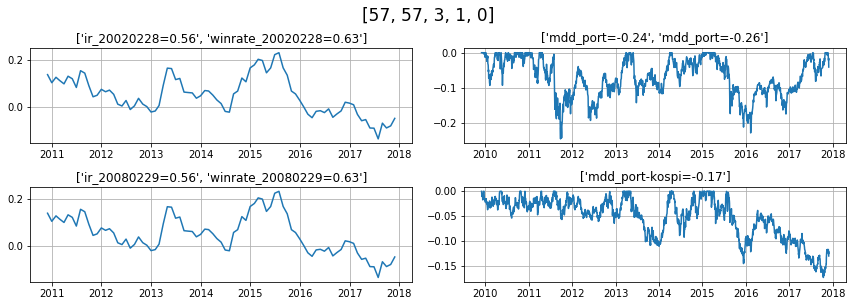 [57, 57, 3, 1, 0]
['ir_20020228=0.56', 'winrate_20020228=0.63']
0.2
0.0
2011 2012 2013 2014 2015 2016 2017 2018
['mdd_port=-0.24', 'mdd_port=-0.26']
0.0
−0.1
−0.2
2010 2011 2012 2013 2014 2015 2016 2017 2018
['ir_20080229=0.56', 'winrate_20080229=0.63']
0.2
0.0
2011 2012 2013 2014 2015 2016 2017 2018
['mdd_port-kospi=-0.17']
0.00
−0.05
−0.10
−0.15
2010 2011 2012 2013 2014 2015 2016 2017 2018